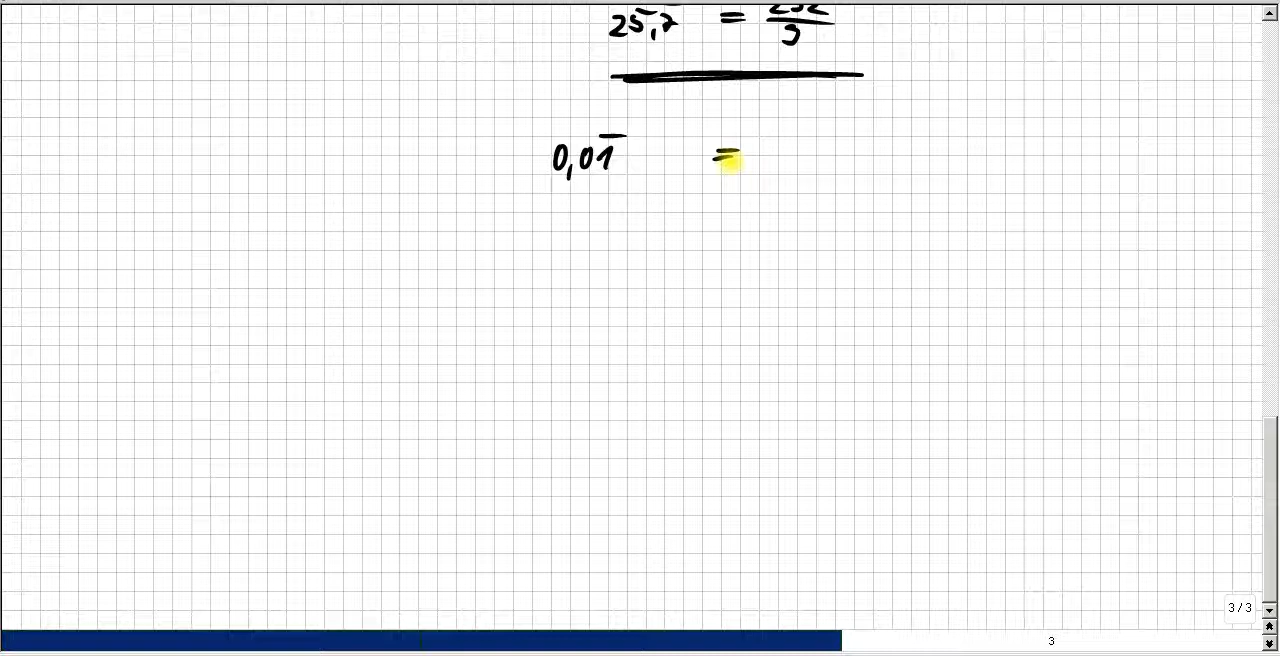 25,7̅ = 232/9
0,01̅ =
3/3
3